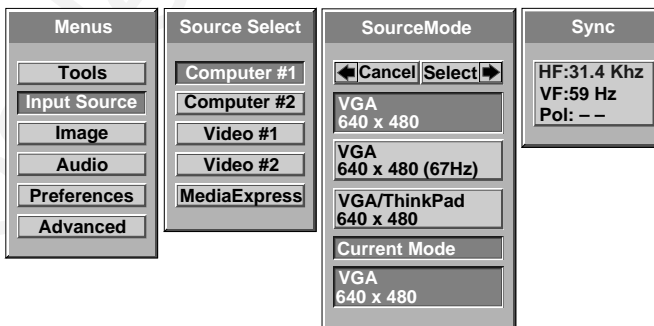 Menus
Tools
Input Source
Image
Audio
Preferences
Advanced
Source Select
Computer #1
Computer #2
Video #1
Video #2
MediaExpress
SourceMode
Cancel Select
VGA
640 x 480
VGA
640 x 480 (67Hz)
VGA/ThinkPad
640 x 480
Current Mode
VGA
640 x 480
Sync
HF:31.4 Khz
VF:59 Hz
Pol: – –